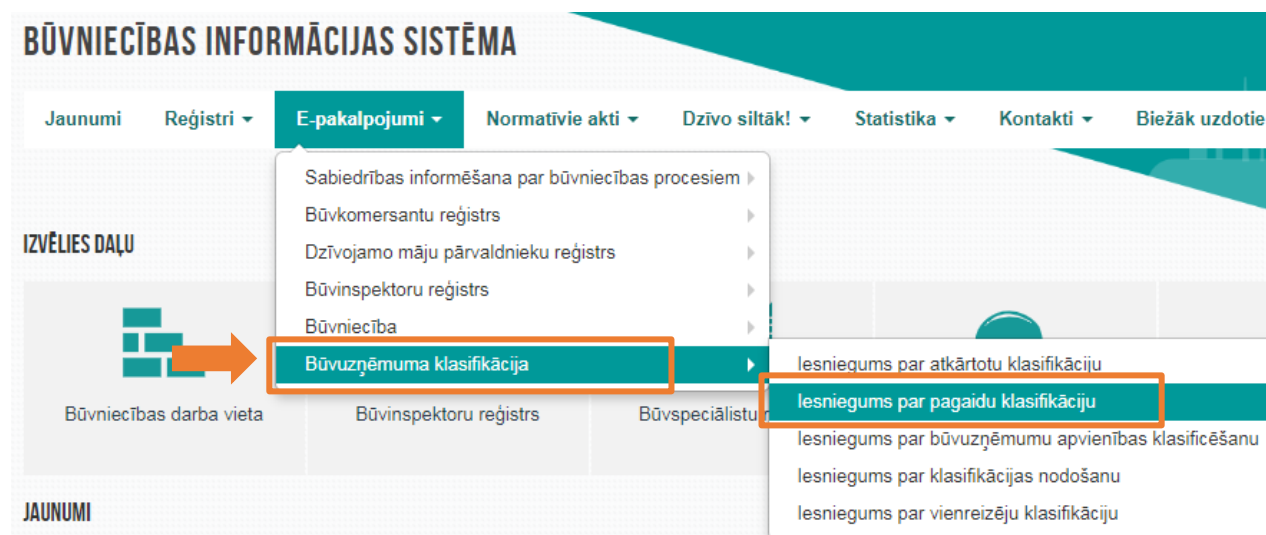 BŪVNIECĪBAS INFORMĀCIJAS SISTĒMA
Jaunumi Reģistri E-pakalpojumi Normatīvie akti Dzīvo siltāk! Statistika Kontakti Biežāk uzdotie
Sabiedrības informēšana par būvniecības procesiem
Būvkomersantu reģistrs
Dzīvojamo māju pārvaldnieku reģistrs
Būvinspektoru reģistrs
Būvniecība
Būvuzņēmuma klasifikācija
IZVĒLIES DAĻU
Iesniegums par atkārtotu klasifikāciju
Iesniegums par pagaidu klasifikāciju
Iesniegums par būvuzņēmumu apvienības klasificēšanu
Iesniegums par klasifikācijas nodošanu
Iesniegums par vienreizēju klasifikāciju
Būvniecības darba vieta Būvinspektoru reģistrs Būvspeciālistu
JAUNUMI